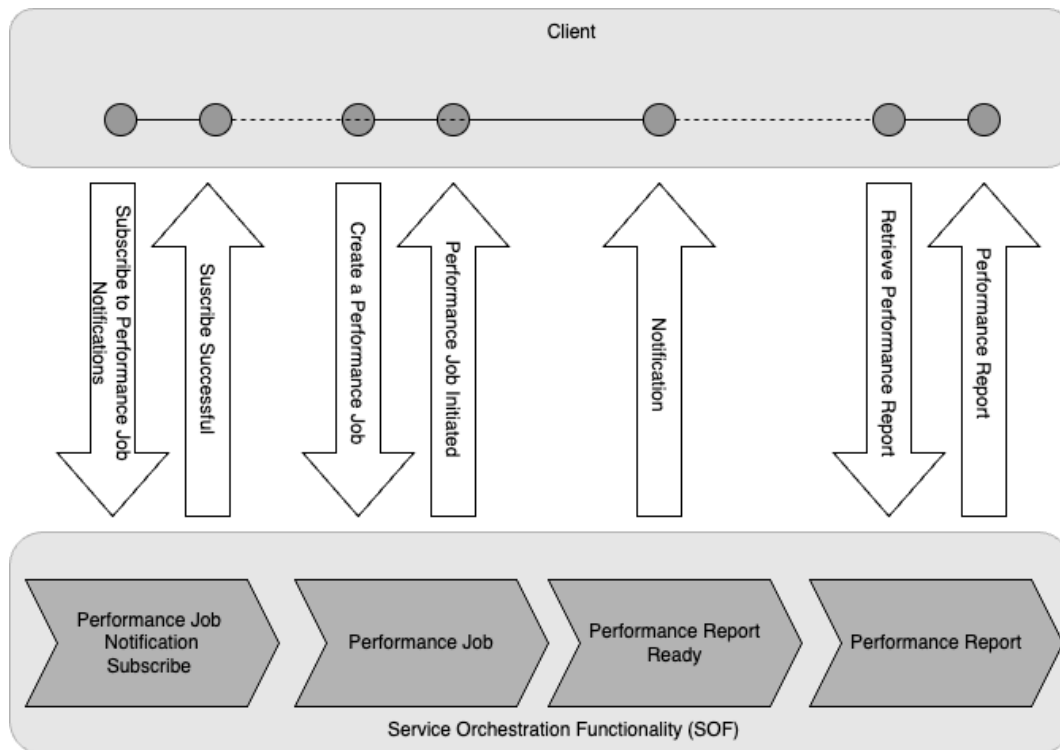 Client
Subscribe to Performance Job
Notifications
Suscribe Successful
Create a Performance Job
Performance Job Initiated
Notification
Retrieve Performance Report
Performance Report
Performance Job
Notification
Subscribe
Performance Job
Performance Report
Ready
Performance Report
Service Orchestration Functionality (SOF)